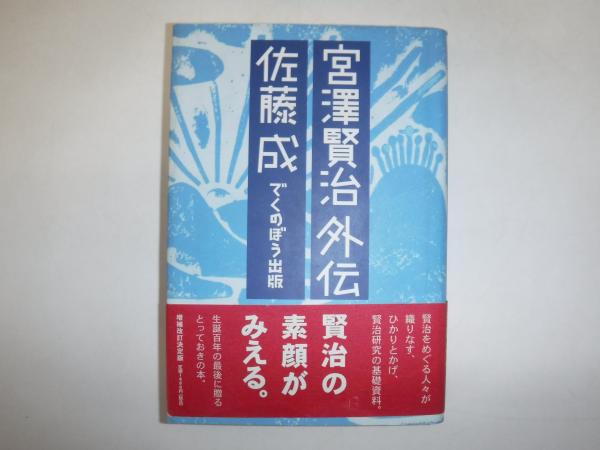 宮澤賢治 外伝
佐藤成
でくのぼう出版
賢治をめぐる人々が
織りなす、
ひかりとかげ、
賢治研究の基礎資料。
賢治の
素顔が
みえる。
生誕百年の最後に贈る
とっておきの本。
増補改訂決定版